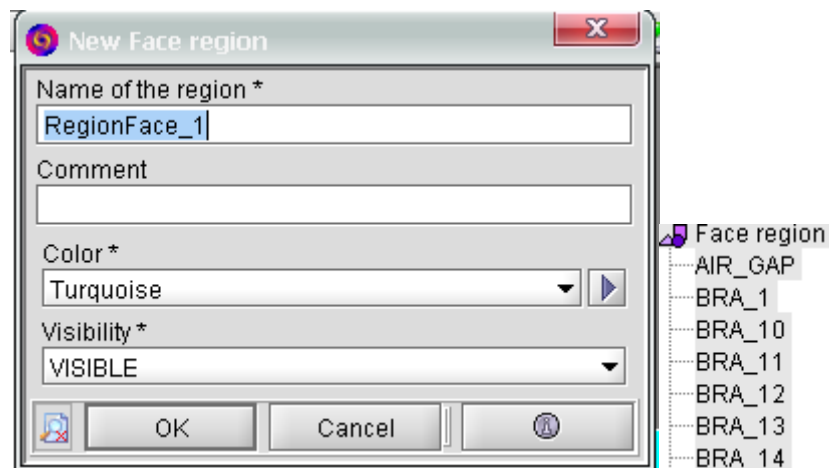 New Face region
Name of the region *
RegionFace_1
Comment
Color *
Turquoise
Visibility *
VISIBLE
OK
Cancel
Face region
AIR_GAP
BRA_1
BRA_10
BRA_11
BRA_12
BRA_13
BRA_14